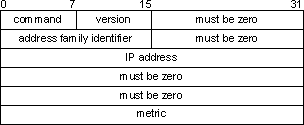 0 7 15 31
command version must be zero
address family identifier must be zero
IP address
must be zero
must be zero
metric